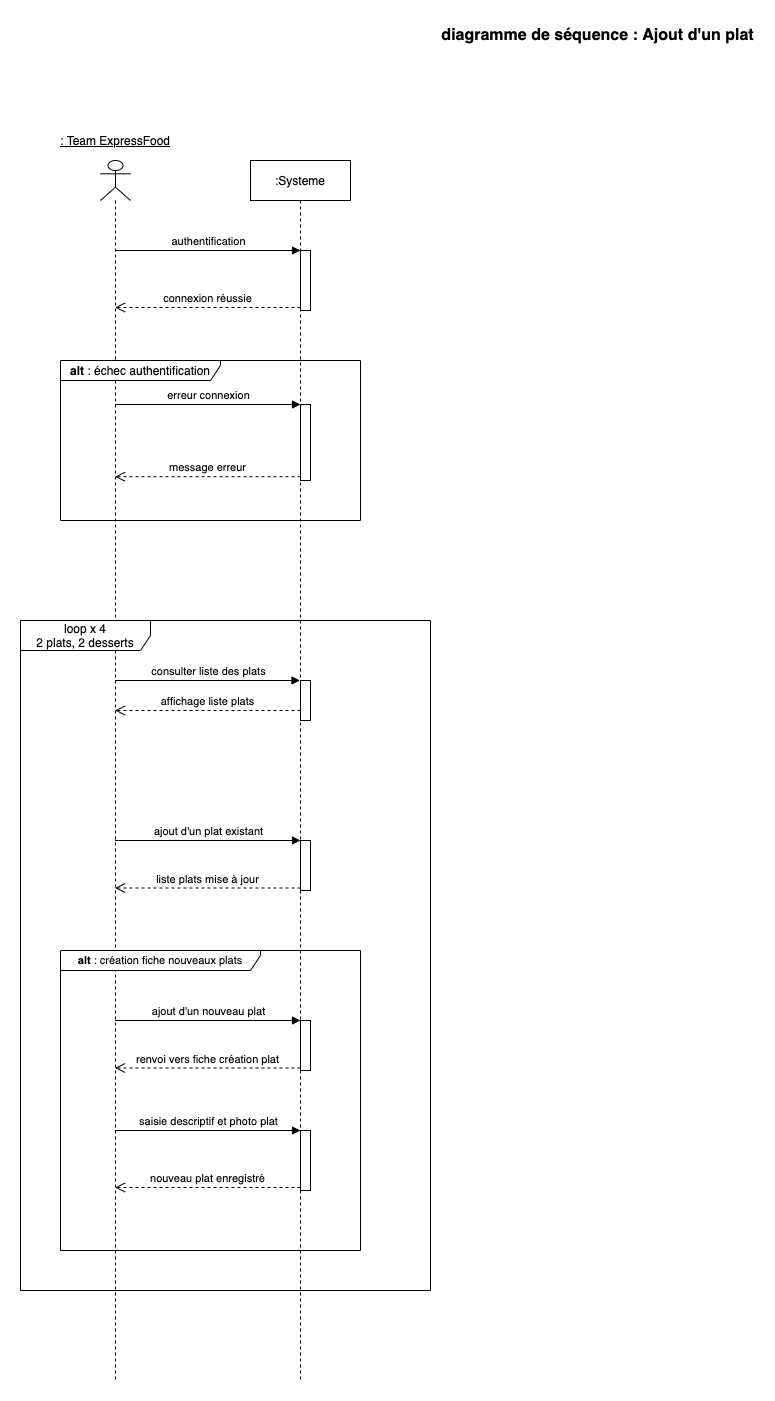 diagramme de séquence : Ajout d'un plat
: Team ExpressFood
:Systeme
authentification
connexion réussie
alt : échec authentification
erreur connexion
message erreur
loop x 4
2 plats, 2 desserts
consulter liste des plats
affichage liste plats
ajout d'un plat existant
liste plats mise à jour
alt : création fiche nouveaux plats
ajout d'un nouveau plat
renvoi vers fiche création plat
saisie descriptif et photo plat
nouveau plat enregistré